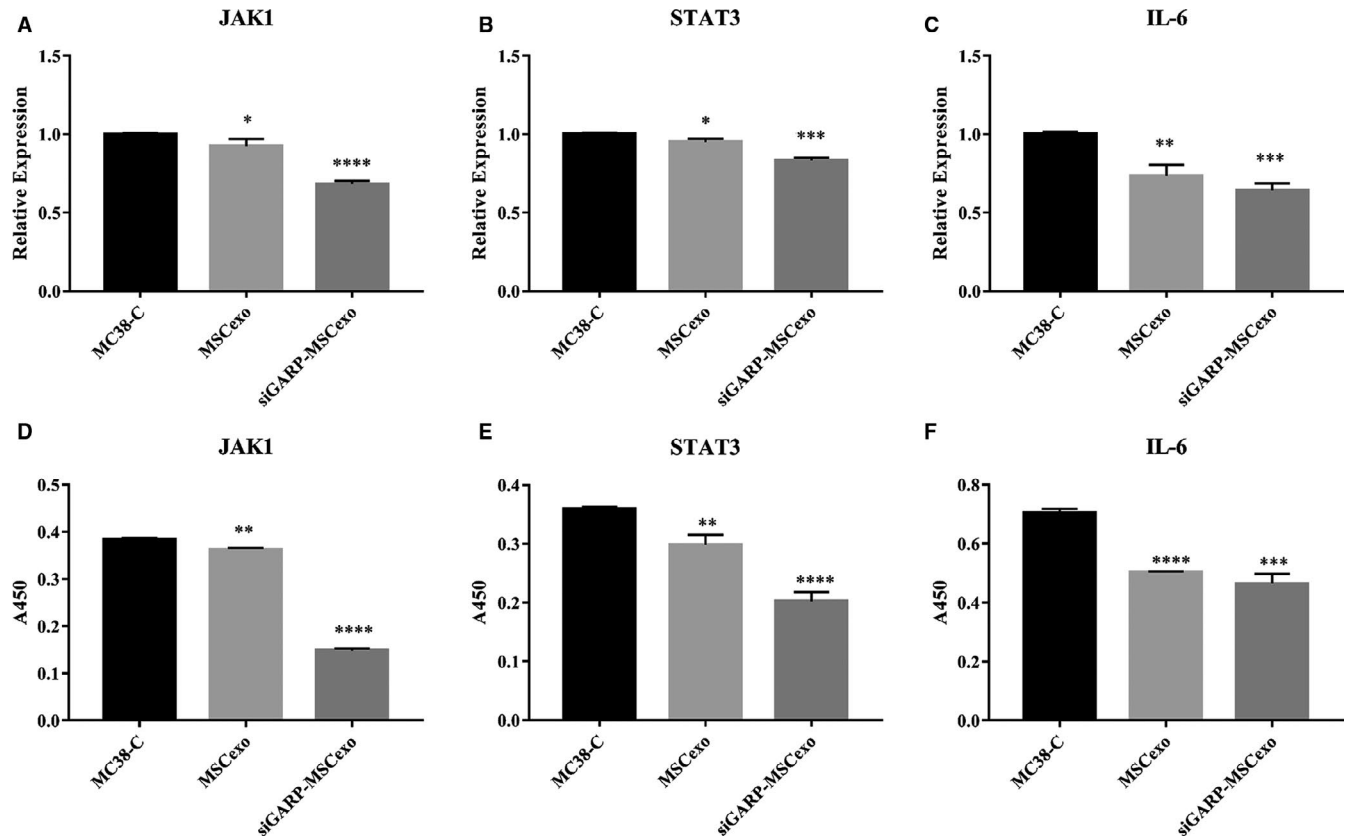 A
JAK1
Relative Expression
1.5
1.0
0.5
0.0
*
****
MC38-C
MSCexo
siGARP-MSCexo
B
STAT3
Relative Expression
1.5
1.0
0.5
0.0
*
***
MC38-C
MSCexo
siGARP-MSCexo
C
IL-6
Relative Expression
1.5
1.0
0.5
0.0
**
***
MC38-C
MSCexo
siGARP-MSCexo
D
JAK1
A450
0.5
0.4
0.3
0.2
0.1
0.0
**
****
MC38-C
MSCexo
siGARP-MSCexo
E
STAT3
A450
0.4
0.3
0.2
0.1
0.0
**
****
MC38-C
MSCexo
siGARP-MSCexo
F
IL-6
A450
0.8
0.6
0.4
0.2
0.0
****
***
MC38-C
MSCexo
siGARP-MSCexo